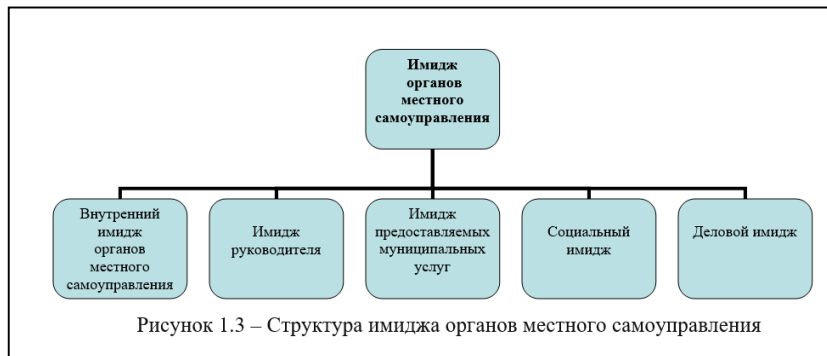 Имидж
органов
местного
самоуправления
Внутренний
имидж
органов
местного
самоуправления
Имидж
руководителя
Имидж
предоставляемых
муниципальных
услуг
Социальный
имидж
Деловой имидж
Рисунок 1.3 – Структура имиджа органов местного самоуправления